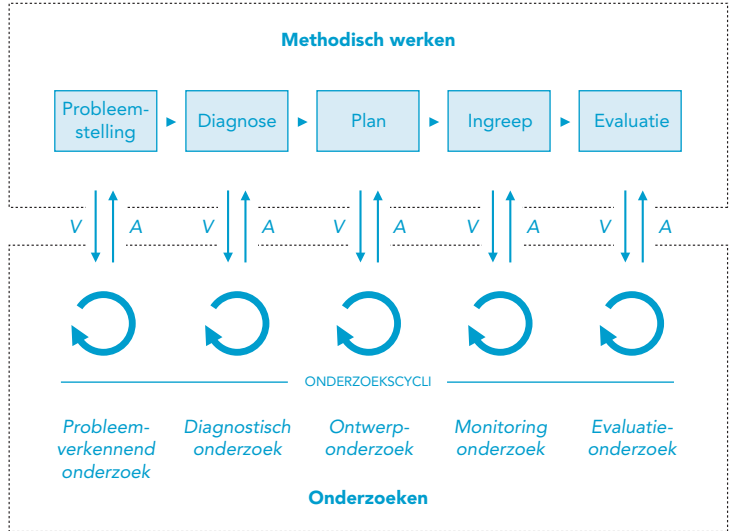 Methodisch werken
Probleem-
stelling
Diagnose
Plan
Ingreep
Evaluatie
V A V A V A V A V A
ONDERZOEKSCYCLI
Probleem-
verkennend
onderzoek
Diagnostisch
onderzoek
Ontwerp-
onderzoek
Monitoring
onderzoek
Evaluatie-
onderzoek
Onderzoeken